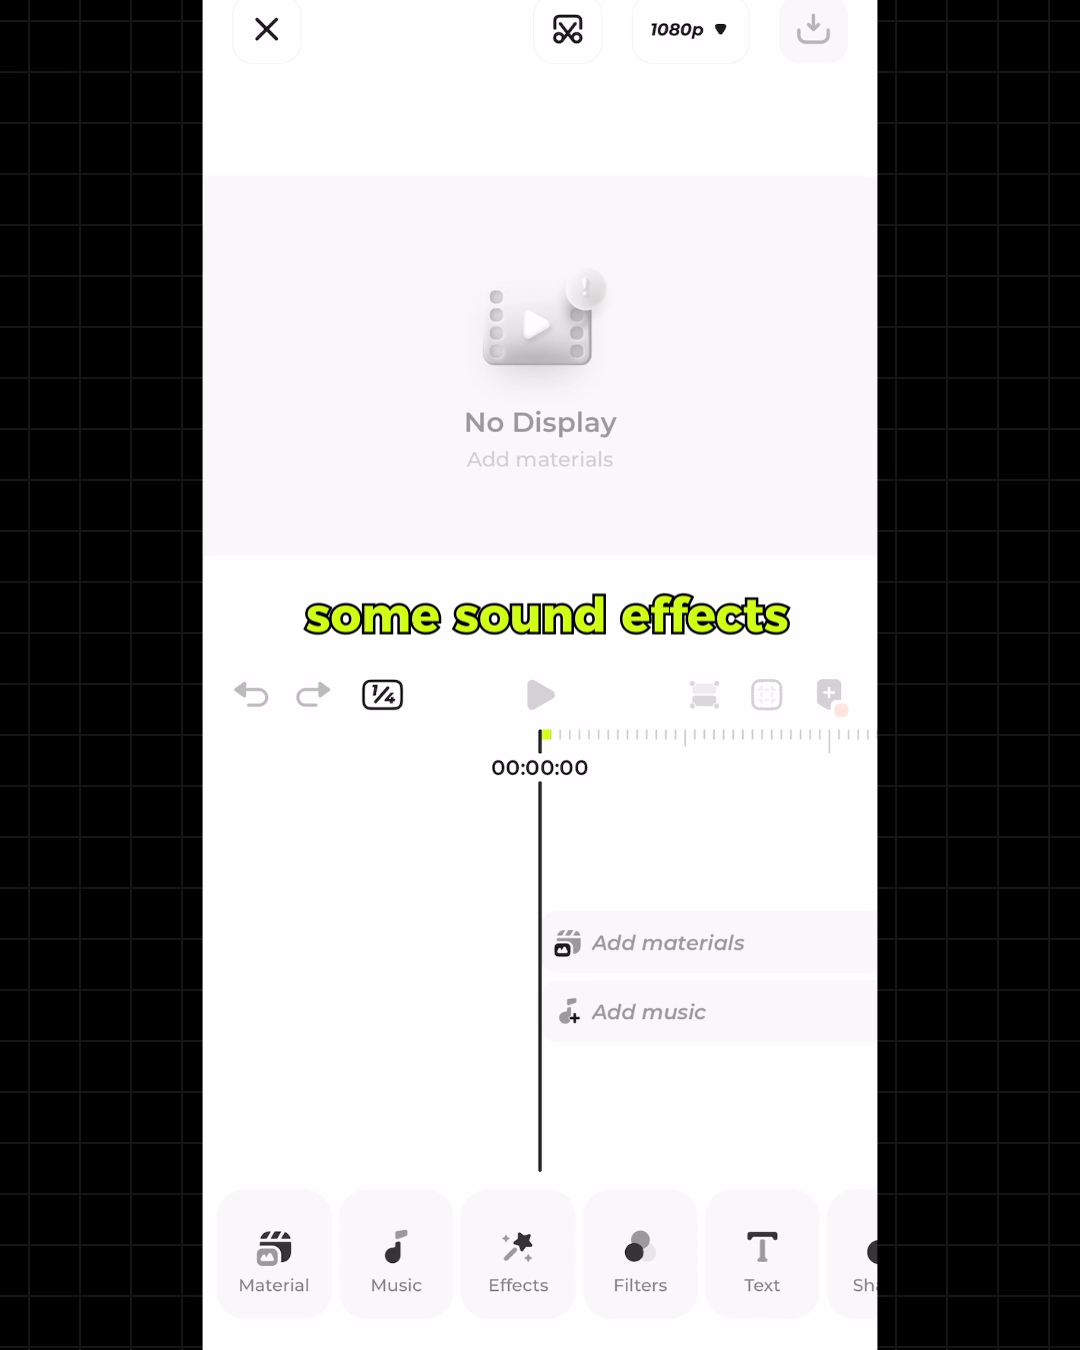 1080p
No Display
Add materials
some sound effects
1/4
00:00:00
Add materials
Add music
Material
Music
Effects
Filters
Text
Sha